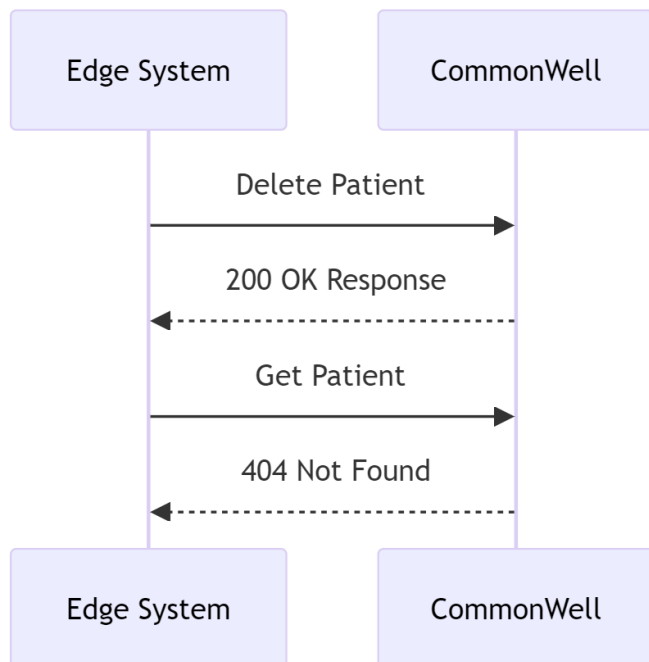 Edge System
CommonWell
Delete Patient
200 OK Response
Get Patient
404 Not Found
Edge System
CommonWell